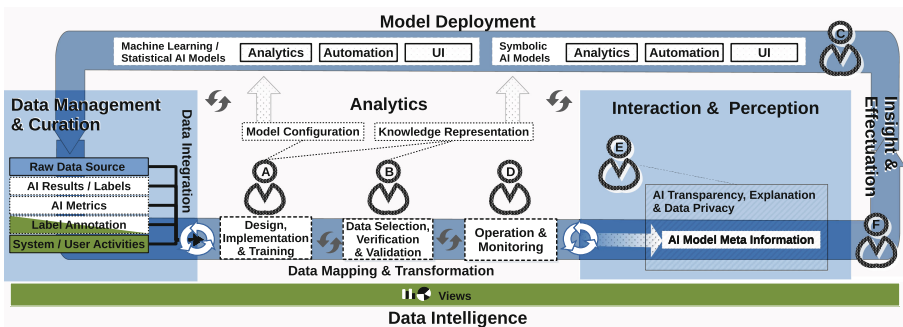 Model Deployment
Machine Learning /
Statistical AI Models
Analytics
Automation
UI
Symbolic
AI Models
Analytics
Automation
UI
C
Data Management
& Curation
Data Integration
Analytics
Model Configuration
Knowledge Representation
Interaction & Perception
Insight &
Effectuation
Raw Data Source
AI Results / Labels
AI Metrics
Label Annotation
System / User Activities
A
B
D
E
F
Design,
Implementation
& Training
Data Selection,
Verification
& Validation
Operation &
Monitoring
AI Transparency, Explanation
& Data Privacy
AI Model Meta Information
Data Mapping & Transformation
Views
Data Intelligence